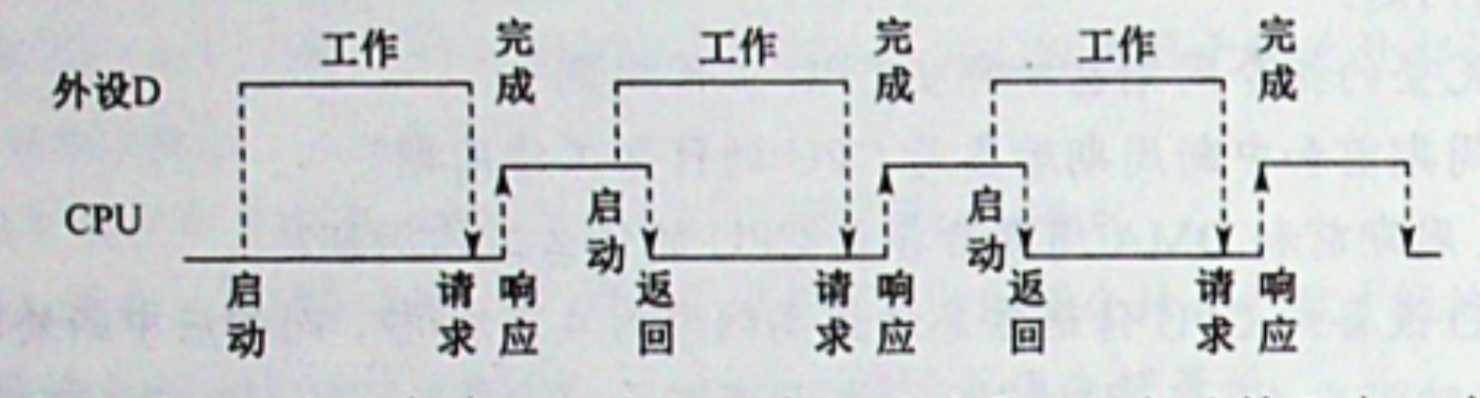 工作 完成 工作 完成 工作 完成
外设D
CPU
启动 请求 响应 启动 返回 请求 响应 启动 返回 请求 响应